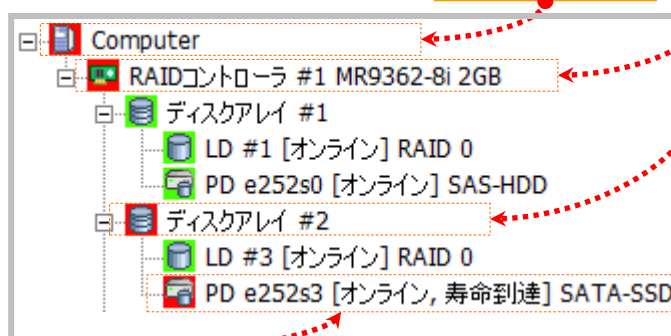 Computer
RAIDコントローラ #1 MR9362-8i 2GB
ディスクアレイ #1
LD #1 [オンライン] RAID 0
PD e252s0 [オンライン] SAS-HDD
ディスクアレイ #2
LD #3 [オンライン] RAID 0
PD e252s3 [オンライン, 寿命到達] SATA-SSD